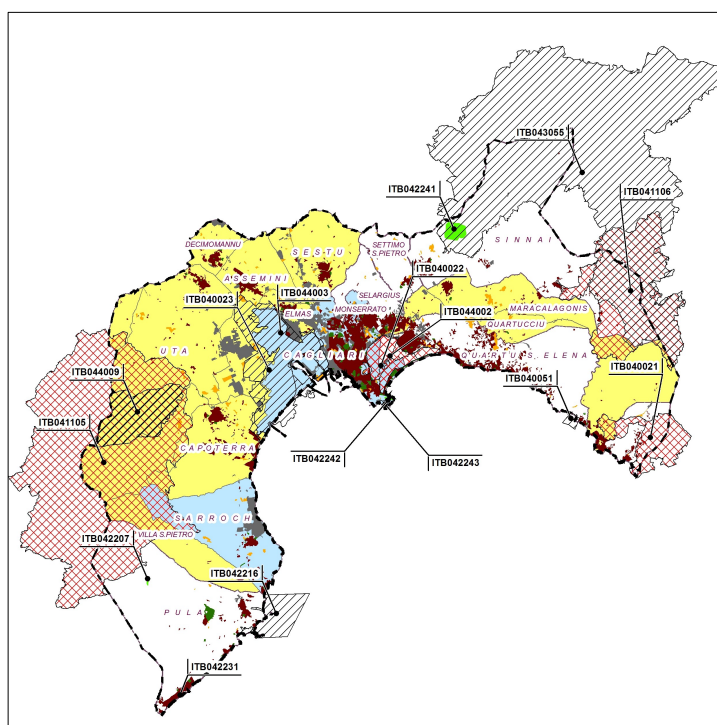 ITB043055
ITB042241
ITB041106
DECIMOMANNU
SESTU
SETTIMO
S.PIETRO
SINNAI
ITB040022
ASSEMINI
ITB044003
ITB040023
SELARGIUS
ELMAS
MONSERRATO
ITB044002
MARACALAGONIS
QUARTUCCIU
UTA
CAGLIARI
QUARTU S. ELENA
ITB044009
ITB040021
ITB040051
ITB041105
CAPOTERRA
ITB042242
ITB042243
SARROCH
VILLA S.PIETRO
ITB042207
ITB042216
PULA
ITB042231